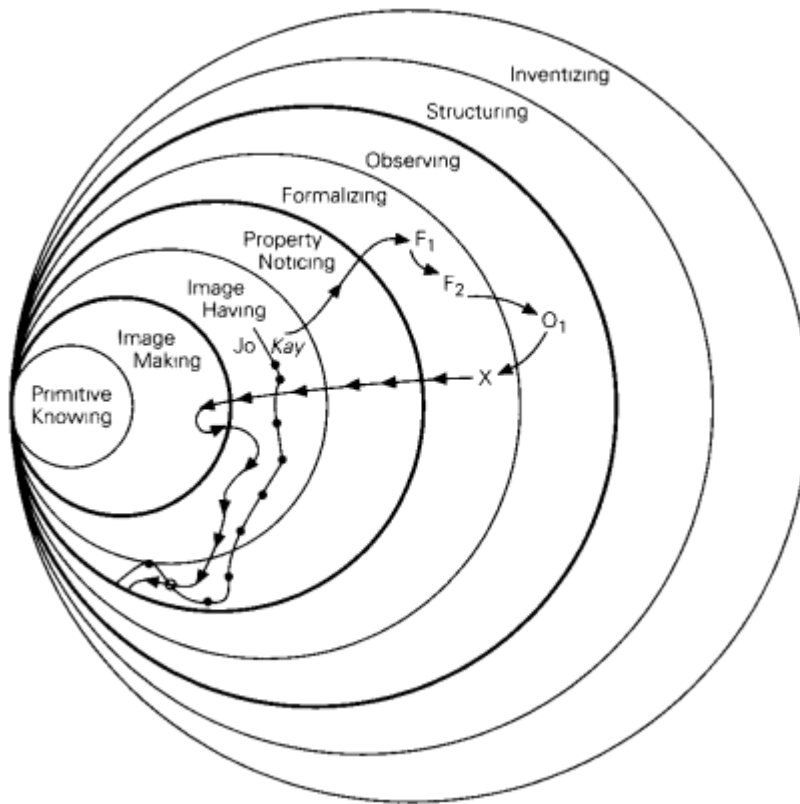 Inventizing
Structuring
Observing
Formalizing
Property
Noticing
Image
Having
Jo Kay
Image
Making
Primitive
Knowing
F1
F2
O1
X